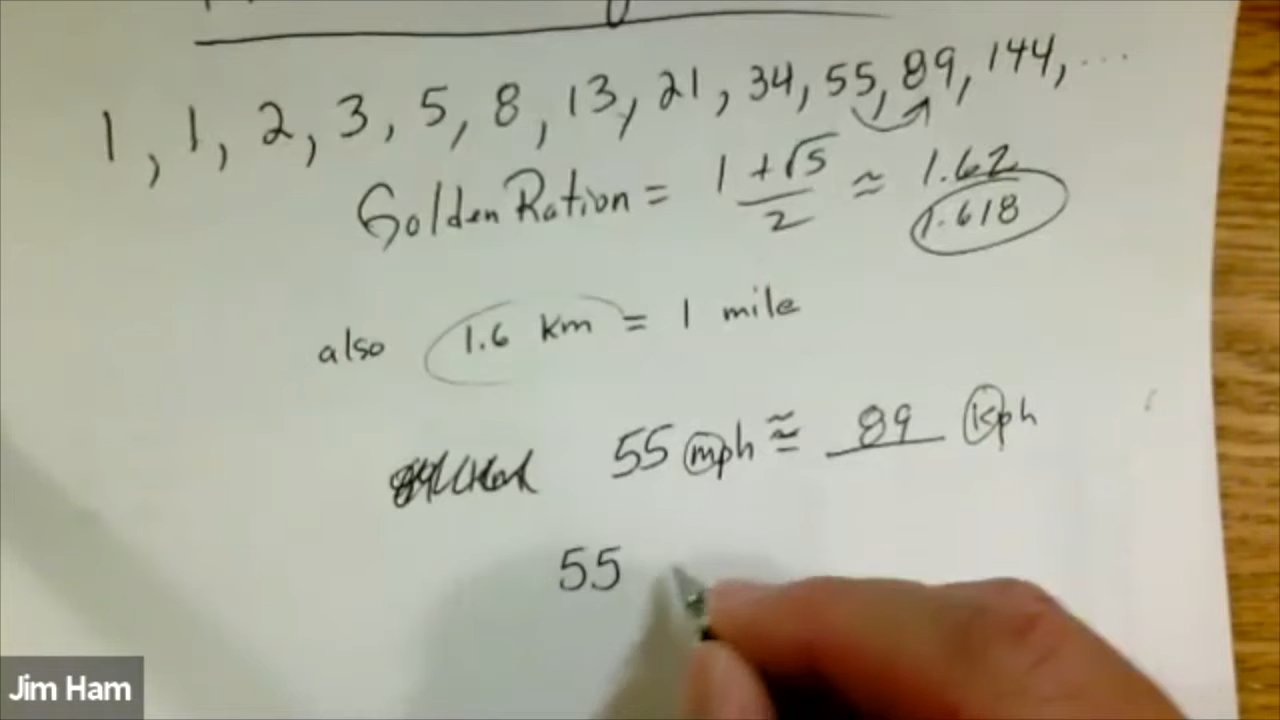 1, 1, 2, 3, 5, 8, 13, 21, 34, 55, 89, 144, ...
Golden Ration = 1 + √5 / 2 ≈ 1.62
1.618
also 1.6 km = 1 mile
55 mph ≈ 89 kph
55
Jim Ham